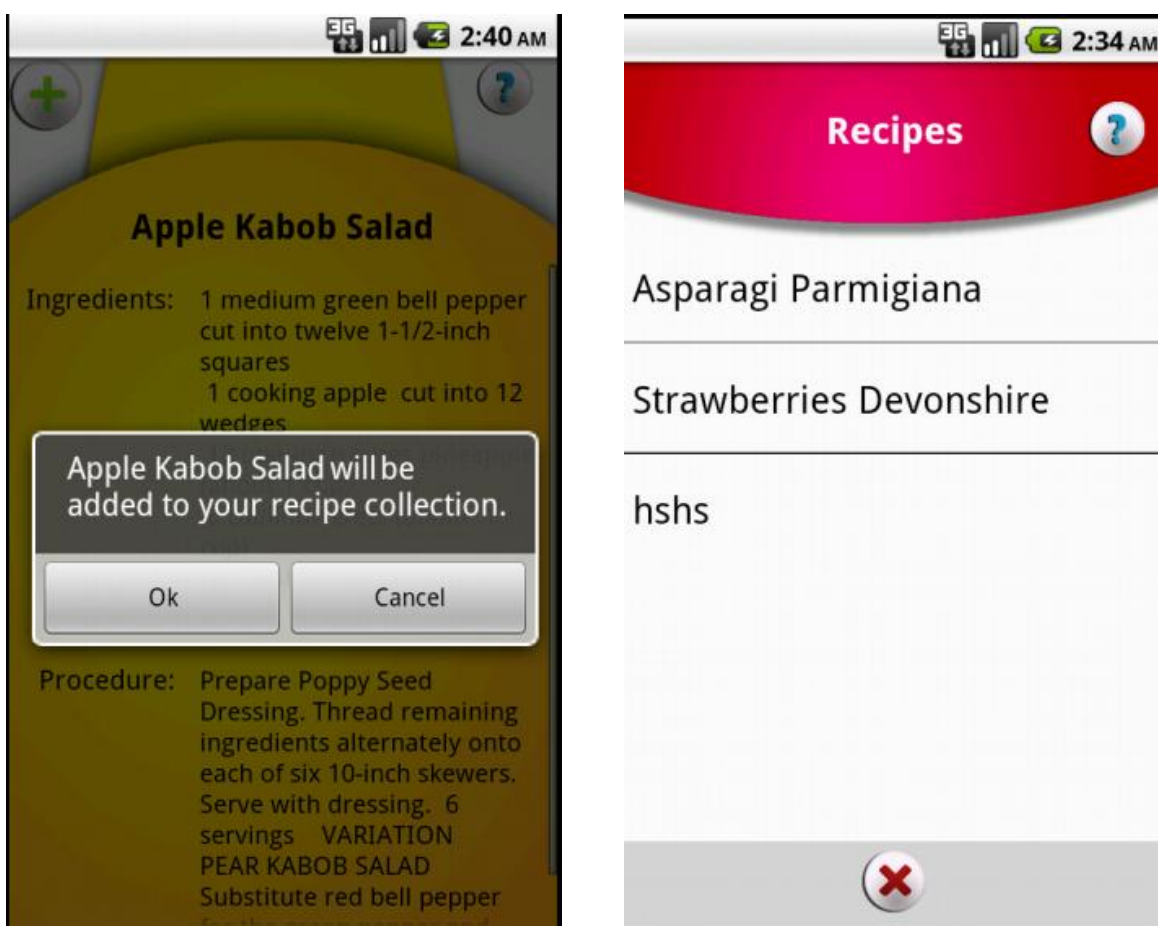 3G 2:40 AM
?
Apple Kabob Salad
Ingredients: 1 medium green bell pepper
cut into twelve 1-1/2-inch
squares
1 cooking apple cut into 12
wedges
Apple Kabob Salad will be
added to your recipe collection.
Ok Cancel
Procedure: Prepare Poppy Seed
Dressing. Thread remaining
ingredients alternately onto
each of six 10-inch skewers.
Serve with dressing. 6
servings VARIATION
PEAR KABOB SALAD
Substitute red bell pepper
3G 2:34 AM
Recipes ?
Asparagi Parmigiana
Strawberries Devonshire
hshs